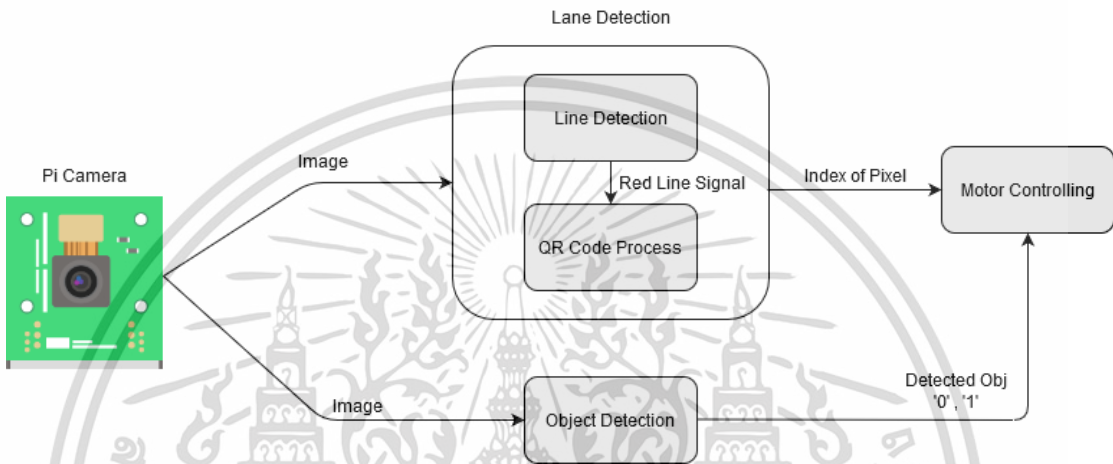 Lane Detection
Line Detection
Image
Pi Camera
Red Line Signal
Index of Pixel
Motor Controlling
QR Code Process
Detected Obj
'0' , '1'
Image
Object Detection